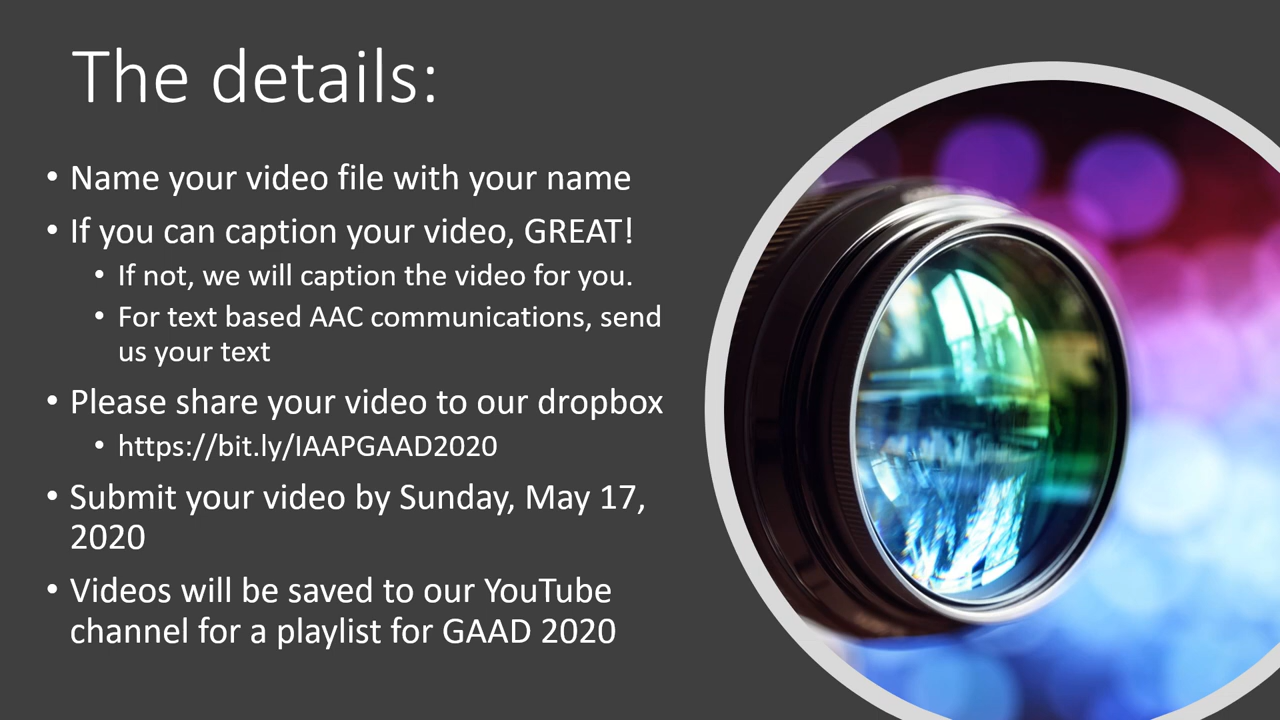 The details:
• Name your video file with your name
• If you can caption your video, GREAT!
• If not, we will caption the video for you.
• For text based AAC communications, send
us your text
• Please share your video to our dropbox
• https://bit.ly/IAAPGAAD2020
• Submit your video by Sunday, May 17,
2020
• Videos will be saved to our YouTube
channel for a playlist for GAAD 2020